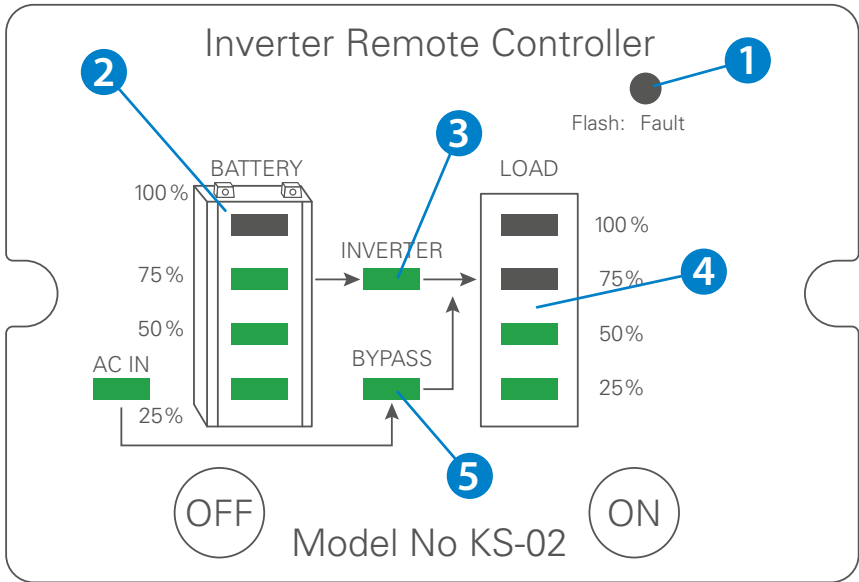 Inverter Remote Controller
1
Flash: Fault
2
3
BATTERY
LOAD
100%
100%
INVERTER
75%
75%
4
50%
50%
AC IN
BYPASS
25%
25%
5
OFF
ON
Model No KS-02